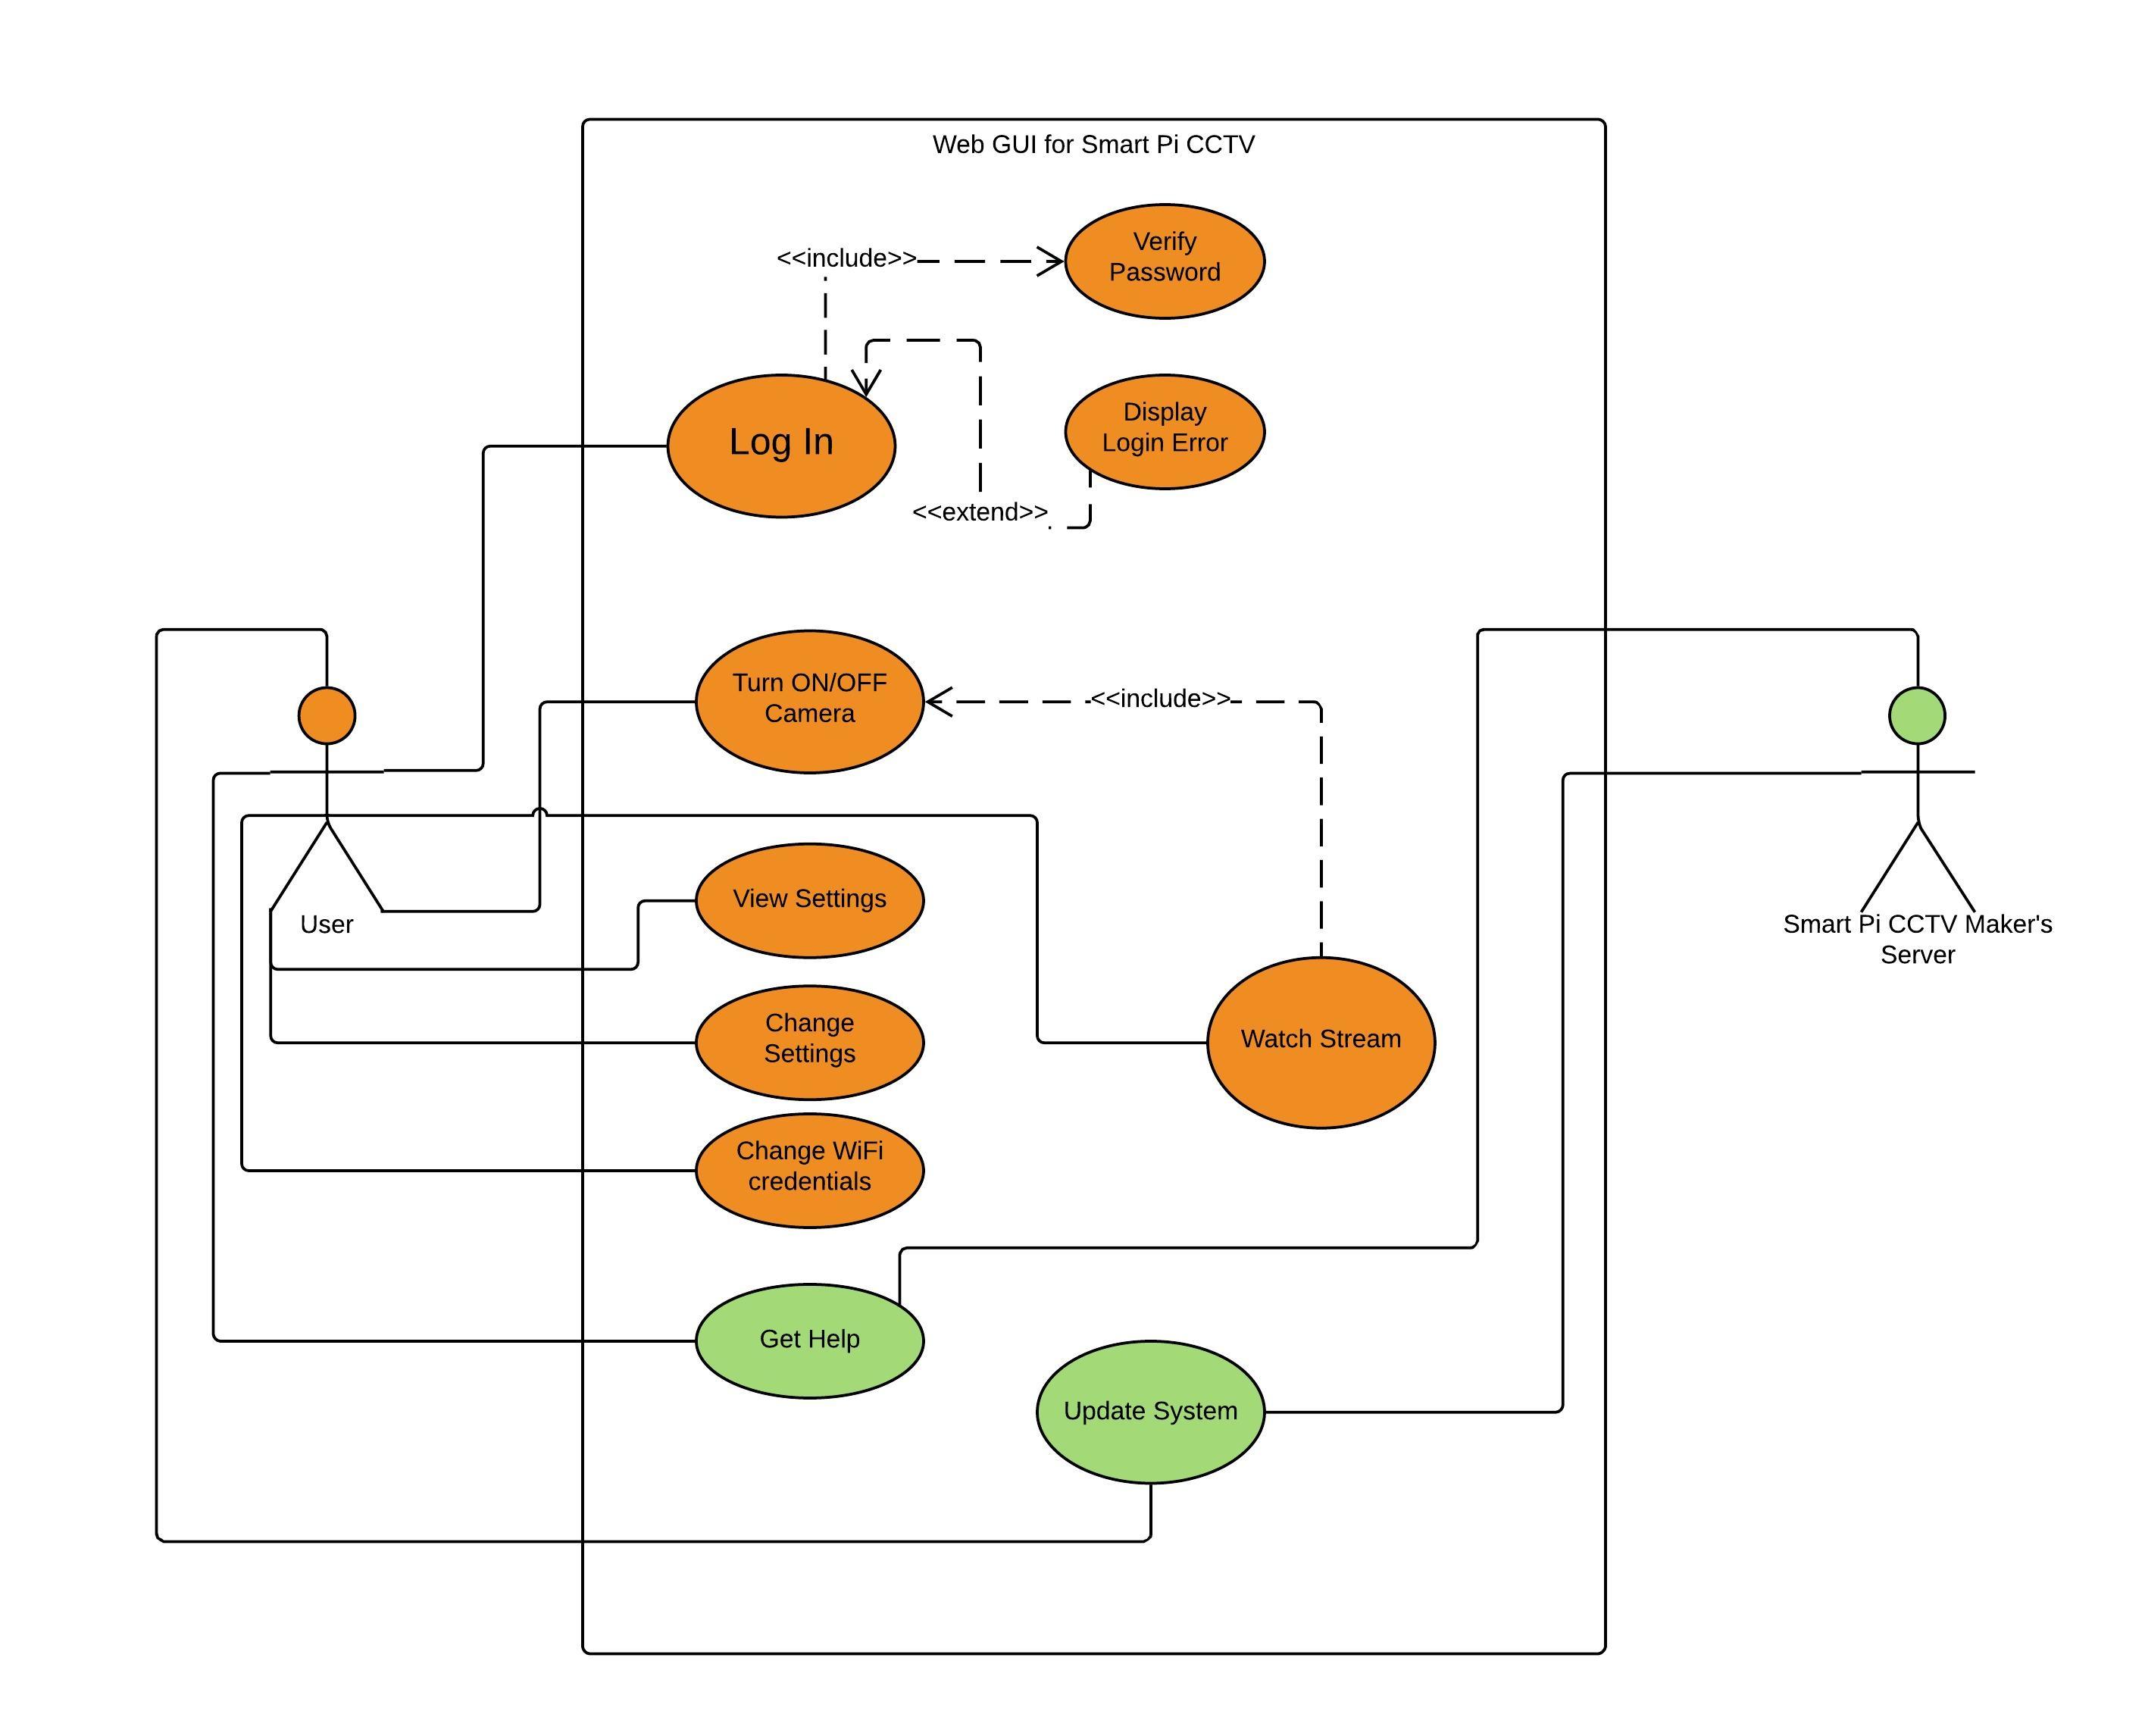 Web GUI for Smart Pi CCTV
Verify
Password
<<include>>
Display
Login Error
Log In
<<extend>>
Turn ON/OFF
Camera
<<include>>
User
View Settings
Smart Pi CCTV Maker's
Server
Change
Settings
Watch Stream
Change WiFi
credentials
Get Help
Update System